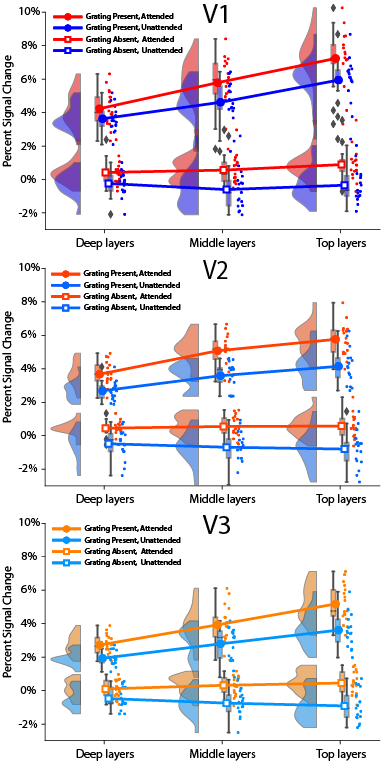 V1
10%
Grating Present, Attended
Grating Present, Unattended
Grating Absent, Attended
Grating Absent, Unattended
8%
6%
4%
2%
0%
-2%
Percent Signal Change
Deep layers Middle layers Top layers
V2
10%
Grating Present, Attended
Grating Present, Unattended
Grating Absent, Attended
Grating Absent, Unattended
8%
6%
4%
2%
0%
-2%
Percent Signal Change
Deep layers Middle layers Top layers
V3
10%
Grating Present, Attended
Grating Present, Unattended
Grating Absent, Attended
Grating Absent, Unattended
8%
6%
4%
2%
0%
-2%
Percent Signal Change
Deep layers Middle layers Top layers